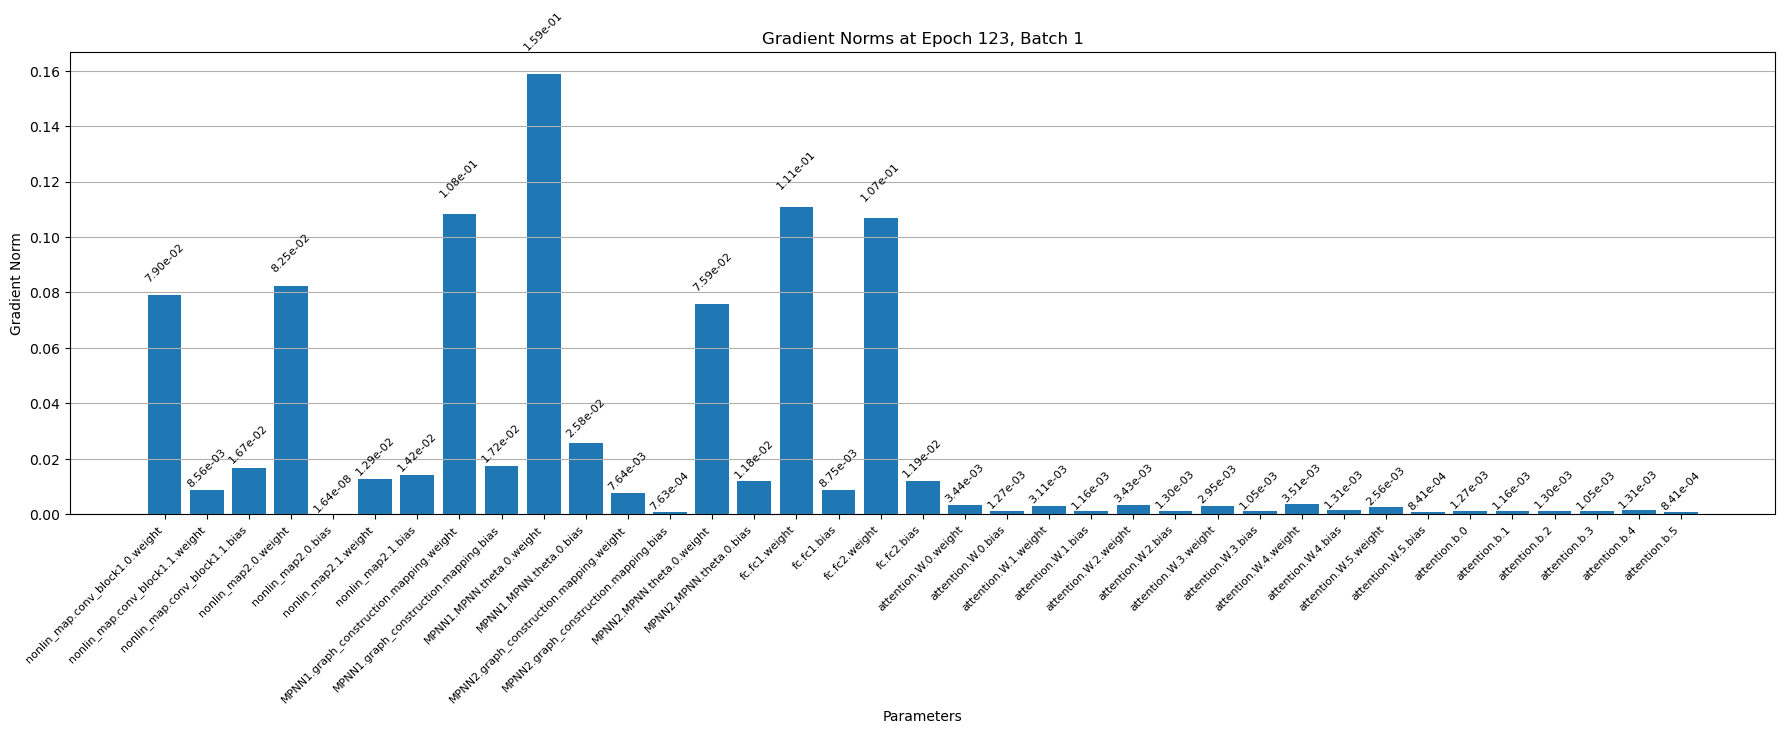 Gradient Norms at Epoch 123, Batch 1
Gradient Norm
0.16
0.14
0.12
0.10
0.08
0.06
0.04
0.02
0.00
7.90e-02
8.56e-03
1.67e-02
8.25e-02
1.64e-08
1.29e-02
1.42e-02
1.08e-01
1.72e-02
1.59e-01
2.58e-02
7.64e-03
7.63e-04
7.59e-02
1.18e-02
1.11e-01
8.75e-03
1.07e-01
1.19e-02
3.44e-03
1.27e-03
3.11e-03
1.16e-03
3.43e-03
1.30e-03
2.95e-03
1.05e-03
3.51e-03
1.31e-03
2.56e-03
8.41e-04
1.27e-03
1.16e-03
1.30e-03
1.05e-03
1.31e-03
8.41e-04
nonlin_map.conv_block1.0.weight
nonlin_map.conv_block1.1.weight
nonlin_map.conv_block1.1.bias
nonlin_map2.0.weight
nonlin_map2.0.bias
nonlin_map2.1.weight
nonlin_map2.1.bias
MPNN1.graph_construction.mapping.weight
MPNN1.graph_construction.mapping.bias
MPNN1.MPNN.theta.0.weight
MPNN1.MPNN.theta.0.bias
MPNN2.graph_construction.mapping.weight
MPNN2.graph_construction.mapping.bias
MPNN2.MPNN.theta.0.weight
MPNN2.MPNN.theta.0.bias
fc.fc1.weight
fc.fc1.bias
fc.fc2.weight
fc.fc2.bias
attention.W.0.weight
attention.W.0.bias
attention.W.1.weight
attention.W.1.bias
attention.W.2.weight
attention.W.2.bias
attention.W.3.weight
attention.W.3.bias
attention.W.4.weight
attention.W.4.bias
attention.W.5.weight
attention.W.5.bias
attention.b.0
attention.b.1
attention.b.2
attention.b.3
attention.b.4
attention.b.5
Parameters